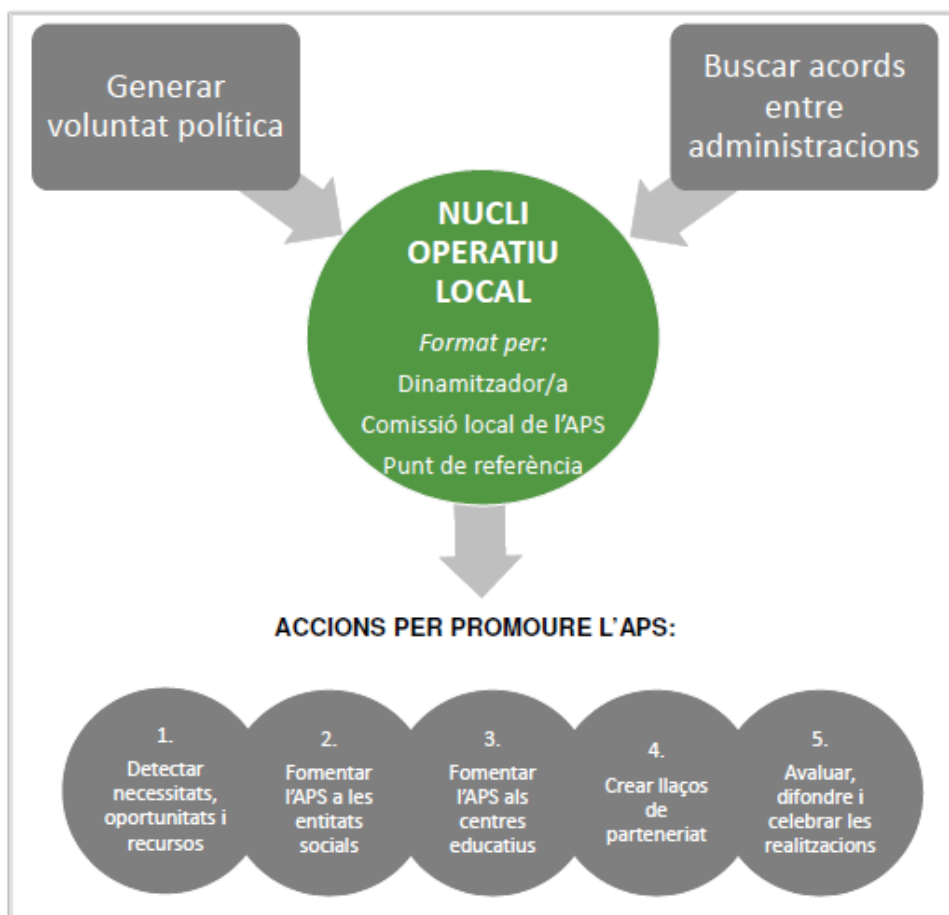 Generar
voluntat política
Buscar acords
entre
administracions
NUCLI
OPERATIU
LOCAL
Format per:
Dinamitzador/a
Comissió local de l'APS
Punt de referència
ACCIONS PER PROMOURE L'APS:
1.
Detectar
necessitats,
oportunitats i
recursos
2.
Fomentar
l'APS a les
entitats
socials
3.
Fomentar
l'APS als
centres
educatius
4.
Crear llaços
de
parteneriat
5.
Avaluar,
difondre i
celebrar les
realitzacions